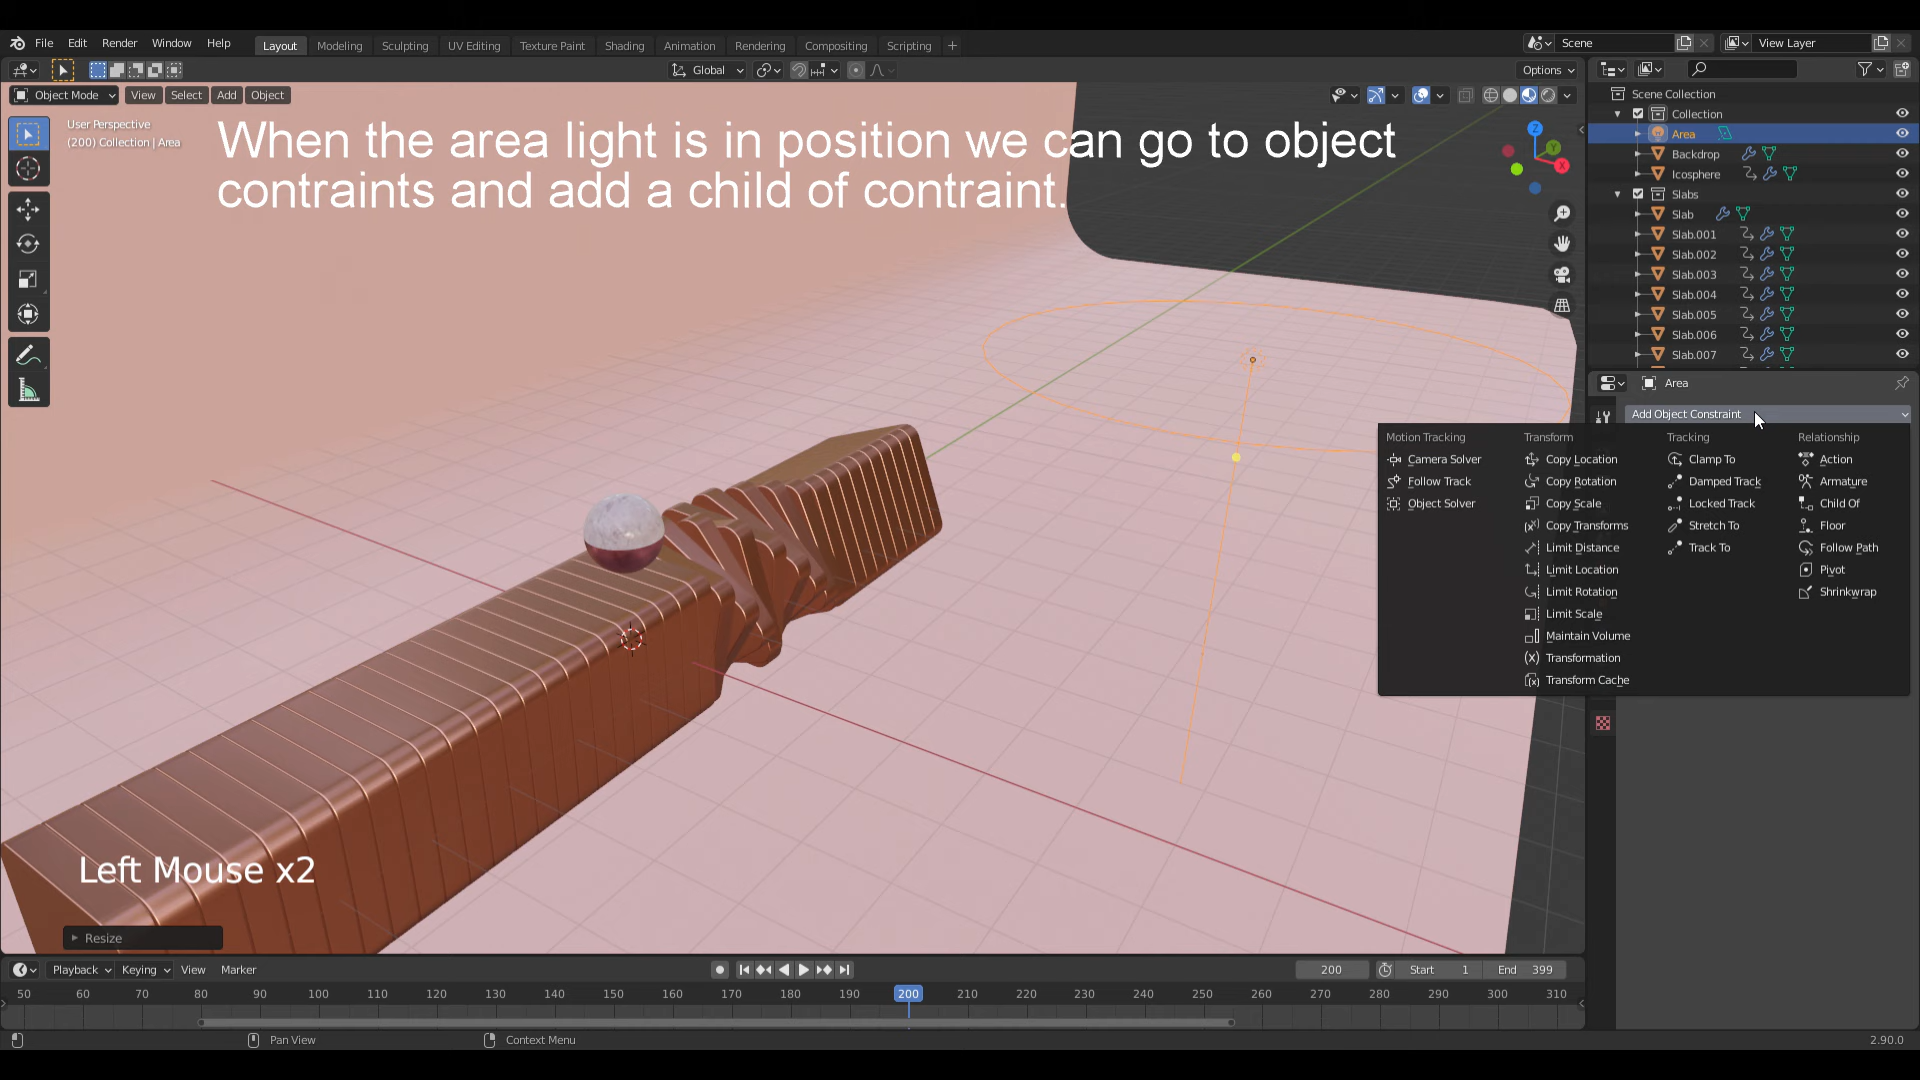 File Edit Render Window Help Layout Modeling Sculpting UV Editing Texture Paint Shading Animation Rendering Compositing Scripting + Scene View Layer
Global Options
Object Mode View Select Add Object
User Perspective
(200) Collection | Area
When the area light is in position we can go to object
contraints and add a child of contraint.
Z
Y
X
Scene Collection
Collection
Area
Backdrop
Icosphere
Slabs
Slab
Slab.001
Slab.002
Slab.003
Slab.004
Slab.005
Slab.006
Slab.007
Area
Add Object Constraint
Motion Tracking Transform Tracking Relationship
Camera Solver Copy Location Clamp To Action
Follow Track Copy Rotation Damped Track Armature
Object Solver Copy Scale Locked Track Child Of
Copy Transforms Stretch To Floor
Limit Distance Track To Follow Path
Limit Location Pivot
Limit Rotation Shrinkwrap
Limit Scale
Maintain Volume
Transformation
Transform Cache
Left Mouse x2
Resize
Playback Keying View Marker 200 Start 1 End 399
50 60 70 80 90 100 110 120 130 140 150 160 170 180 190 200 210 220 230 240 250 260 270 280 290 300 310
Pan View Context Menu 2.90.0